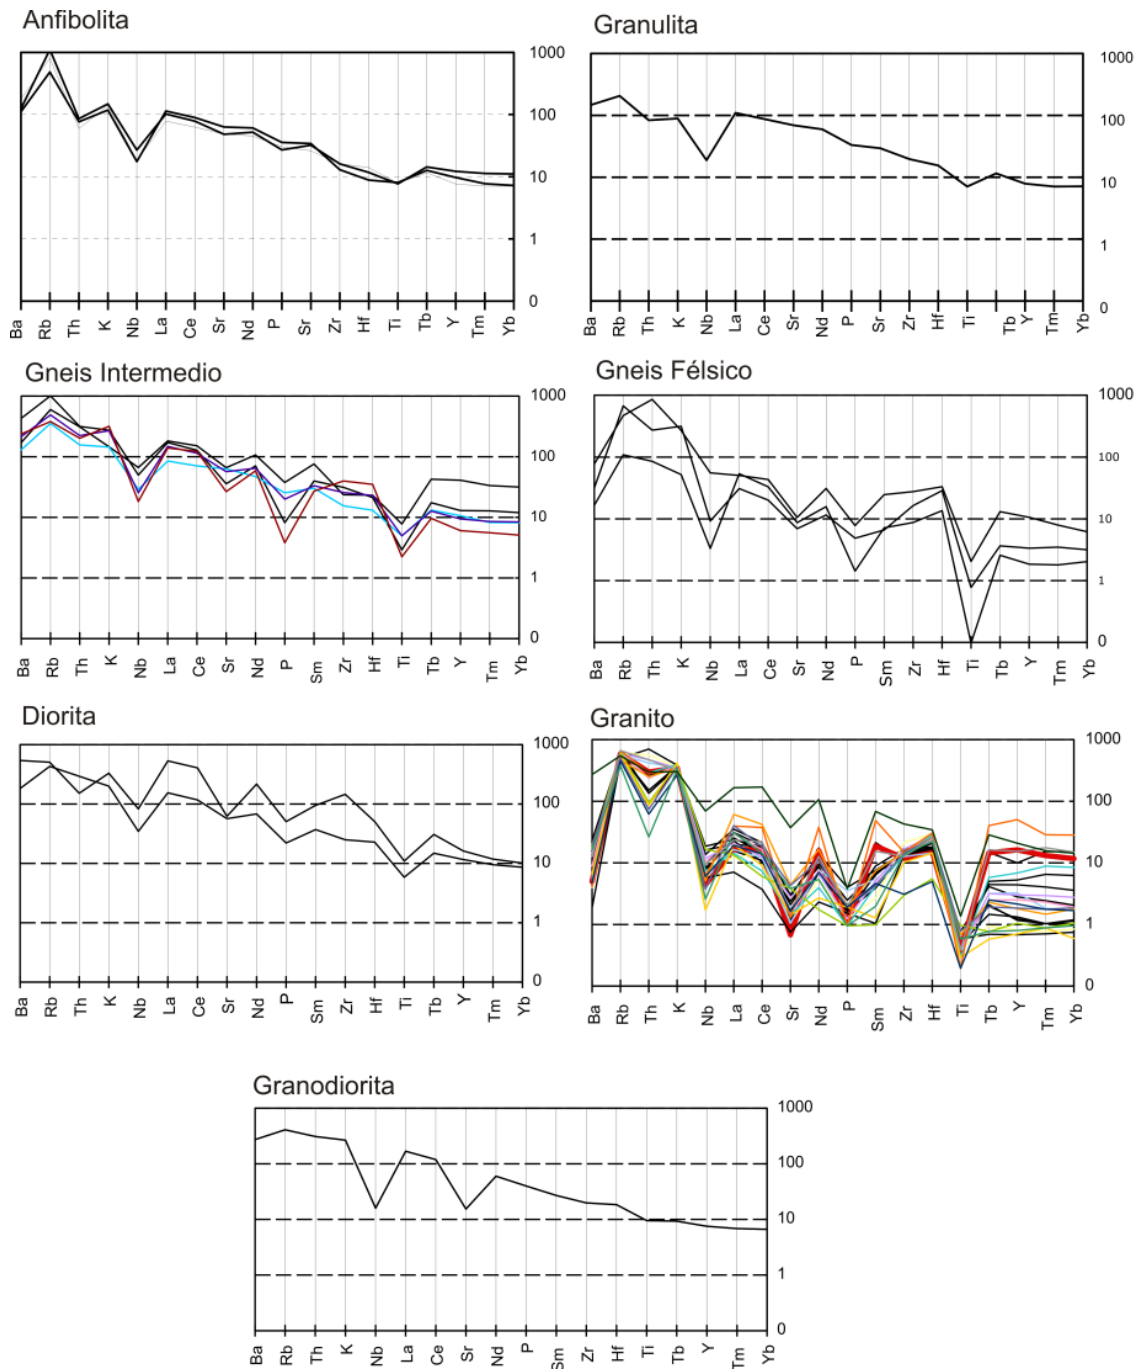 Anfibolita
1000
100
10
1
0
Ba Rb Th K Nb La Ce Sr Nd P Sr Zr Hf Ti Tb Y Tm Yb
Granulita
1000
100
10
1
0
Ba Rb Th K Nb La Ce Sr Nd P Sr Zr Hf Ti Tb Y Tm Yb
Gneis Intermedio
1000
100
10
1
0
Ba Rb Th K Nb La Ce Sr Nd P Sm Zr Hf Ti Tb Y Tm Yb
Gneis Félsico
1000
100
10
1
0
Ba Rb Th K Nb La Ce Sr Nd P Sm Zr Hf Ti Tb Y Tm Yb
Diorita
1000
100
10
1
0
Ba Rb Th K Nb La Ce Sr Nd P Sm Zr Hf Ti Tb Y Tm Yb
Granito
1000
100
10
1
0
Ba Rb Th K Nb La Ce Sr Nd P Sm Zr Hf Ti Tb Y Tm Yb
Granodiorita
1000
100
10
1
0
Ba Rb Th K Nb La Ce Sr Nd P Sm Zr Hf Ti Tb Y Tm Yb